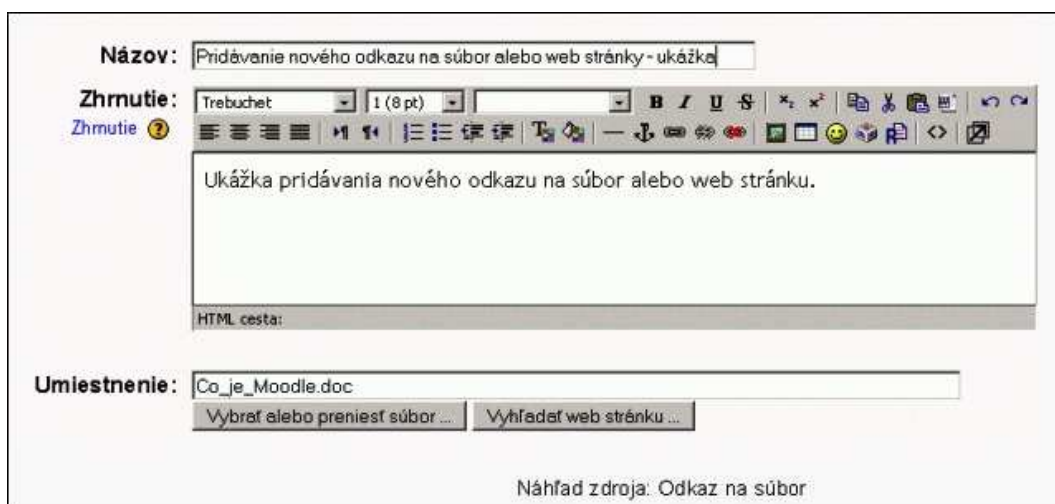 Názov: Pridávanie nového odkazu na súbor alebo web stránky - ukážka
Zhrnutie: Trebuchet 1 (8 pt) B I U S
Zhrnutie
Ukážka pridávania nového odkazu na súbor alebo web stránku.
HTML cesta:
Umiestnenie: Co_je_Moodle.doc
Vybrať alebo preniesť súbor ... Vyhľadať web stránku ...
Náhľad zdroja: Odkaz na súbor